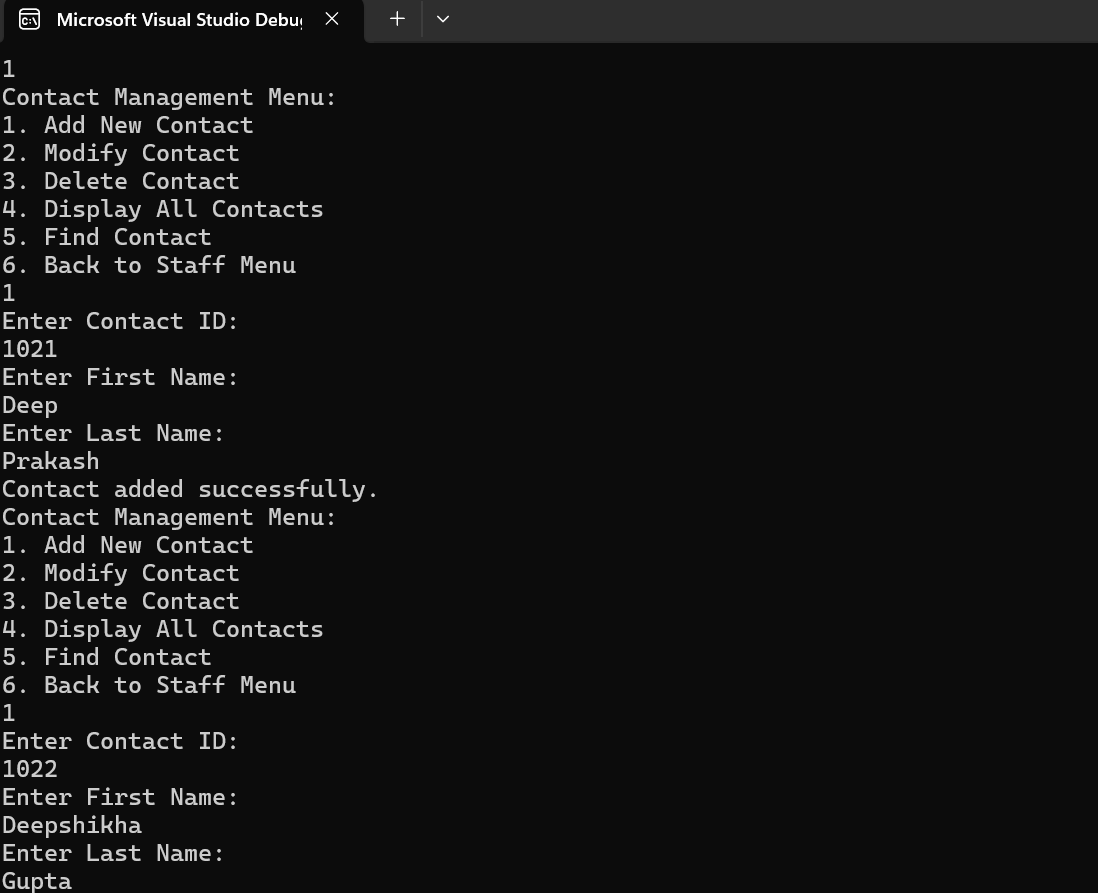 Microsoft Visual Studio Debu
1
Contact Management Menu:
1. Add New Contact
2. Modify Contact
3. Delete Contact
4. Display All Contacts
5. Find Contact
6. Back to Staff Menu
1
Enter Contact ID:
1021
Enter First Name:
Deep
Enter Last Name:
Prakash
Contact added successfully.
Contact Management Menu:
1. Add New Contact
2. Modify Contact
3. Delete Contact
4. Display All Contacts
5. Find Contact
6. Back to Staff Menu
1
Enter Contact ID:
1022
Enter First Name:
Deepshikha
Enter Last Name:
Gupta